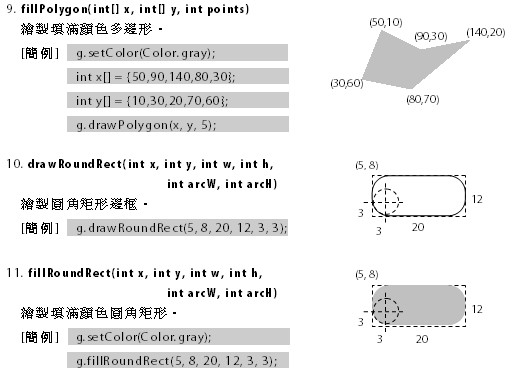 9. fillPolygon(int[] x, int[] y, int points)
繪製填滿顏色多邊形。
[簡例] g.setColor(Color.gray);
int x[] = {50,90,140,80,30};
int y[] = {10,30,20,70,60};
g.drawPolygon(x, y, 5);
(50,10)
(90,30)
(140,20)
(30,60)
(80,70)
10. drawRoundRect(int x, int y, int w, int h,
int arcW, int arcH)
繪製圓角矩形邊框。
[簡例] g.drawRoundRect(5, 8, 20, 12, 3, 3);
(5, 8)
12
3
3
20
11. fillRoundRect(int x, int y, int w, int h,
int arcW, int arcH)
繪製填滿顏色圓角矩形。
[簡例] g.setColor(Color.gray);
g.fillRoundRect(5, 8, 20, 12, 3, 3);
(5, 8)
12
3
3
20